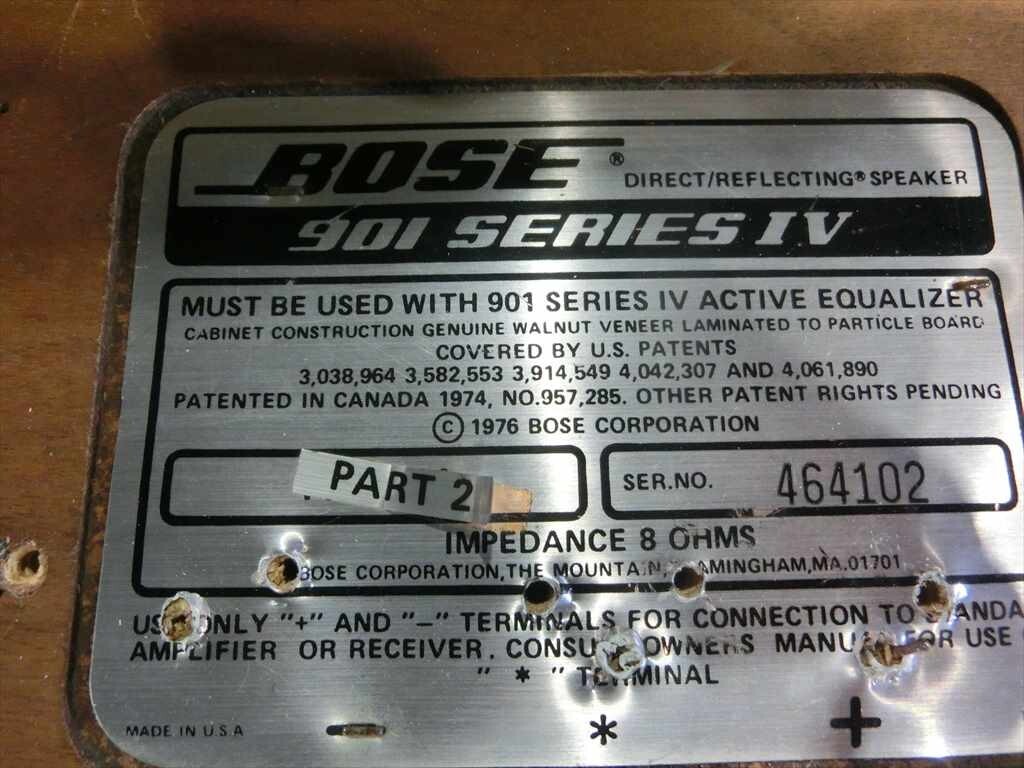 BOSE®
DIRECT/REFLECTING® SPEAKER
901 SERIES IV
MUST BE USED WITH 901 SERIES IV ACTIVE EQUALIZER
CABINET CONSTRUCTION GENUINE WALNUT VENEER LAMINATED TO PARTICLE BOARD
COVERED BY U.S. PATENTS
3,038,964 3,582,553 3,914,549 4,042,307 AND 4,061,890
PATENTED IN CANADA 1974, NO.957,285. OTHER PATENT RIGHTS PENDING
© 1976 BOSE CORPORATION
PART 2
SER.NO. 464102
IMPEDANCE 8 OHMS
BOSE CORPORATION, THE MOUNTAIN, MA.01701
ONLY "+" AND "–" TERMINALS FOR CONNECTION TO
AMPLIFIER OR RECEIVER. OWNERS FOR USE
" * " TERMINAL
MADE IN U.S.A
– * +